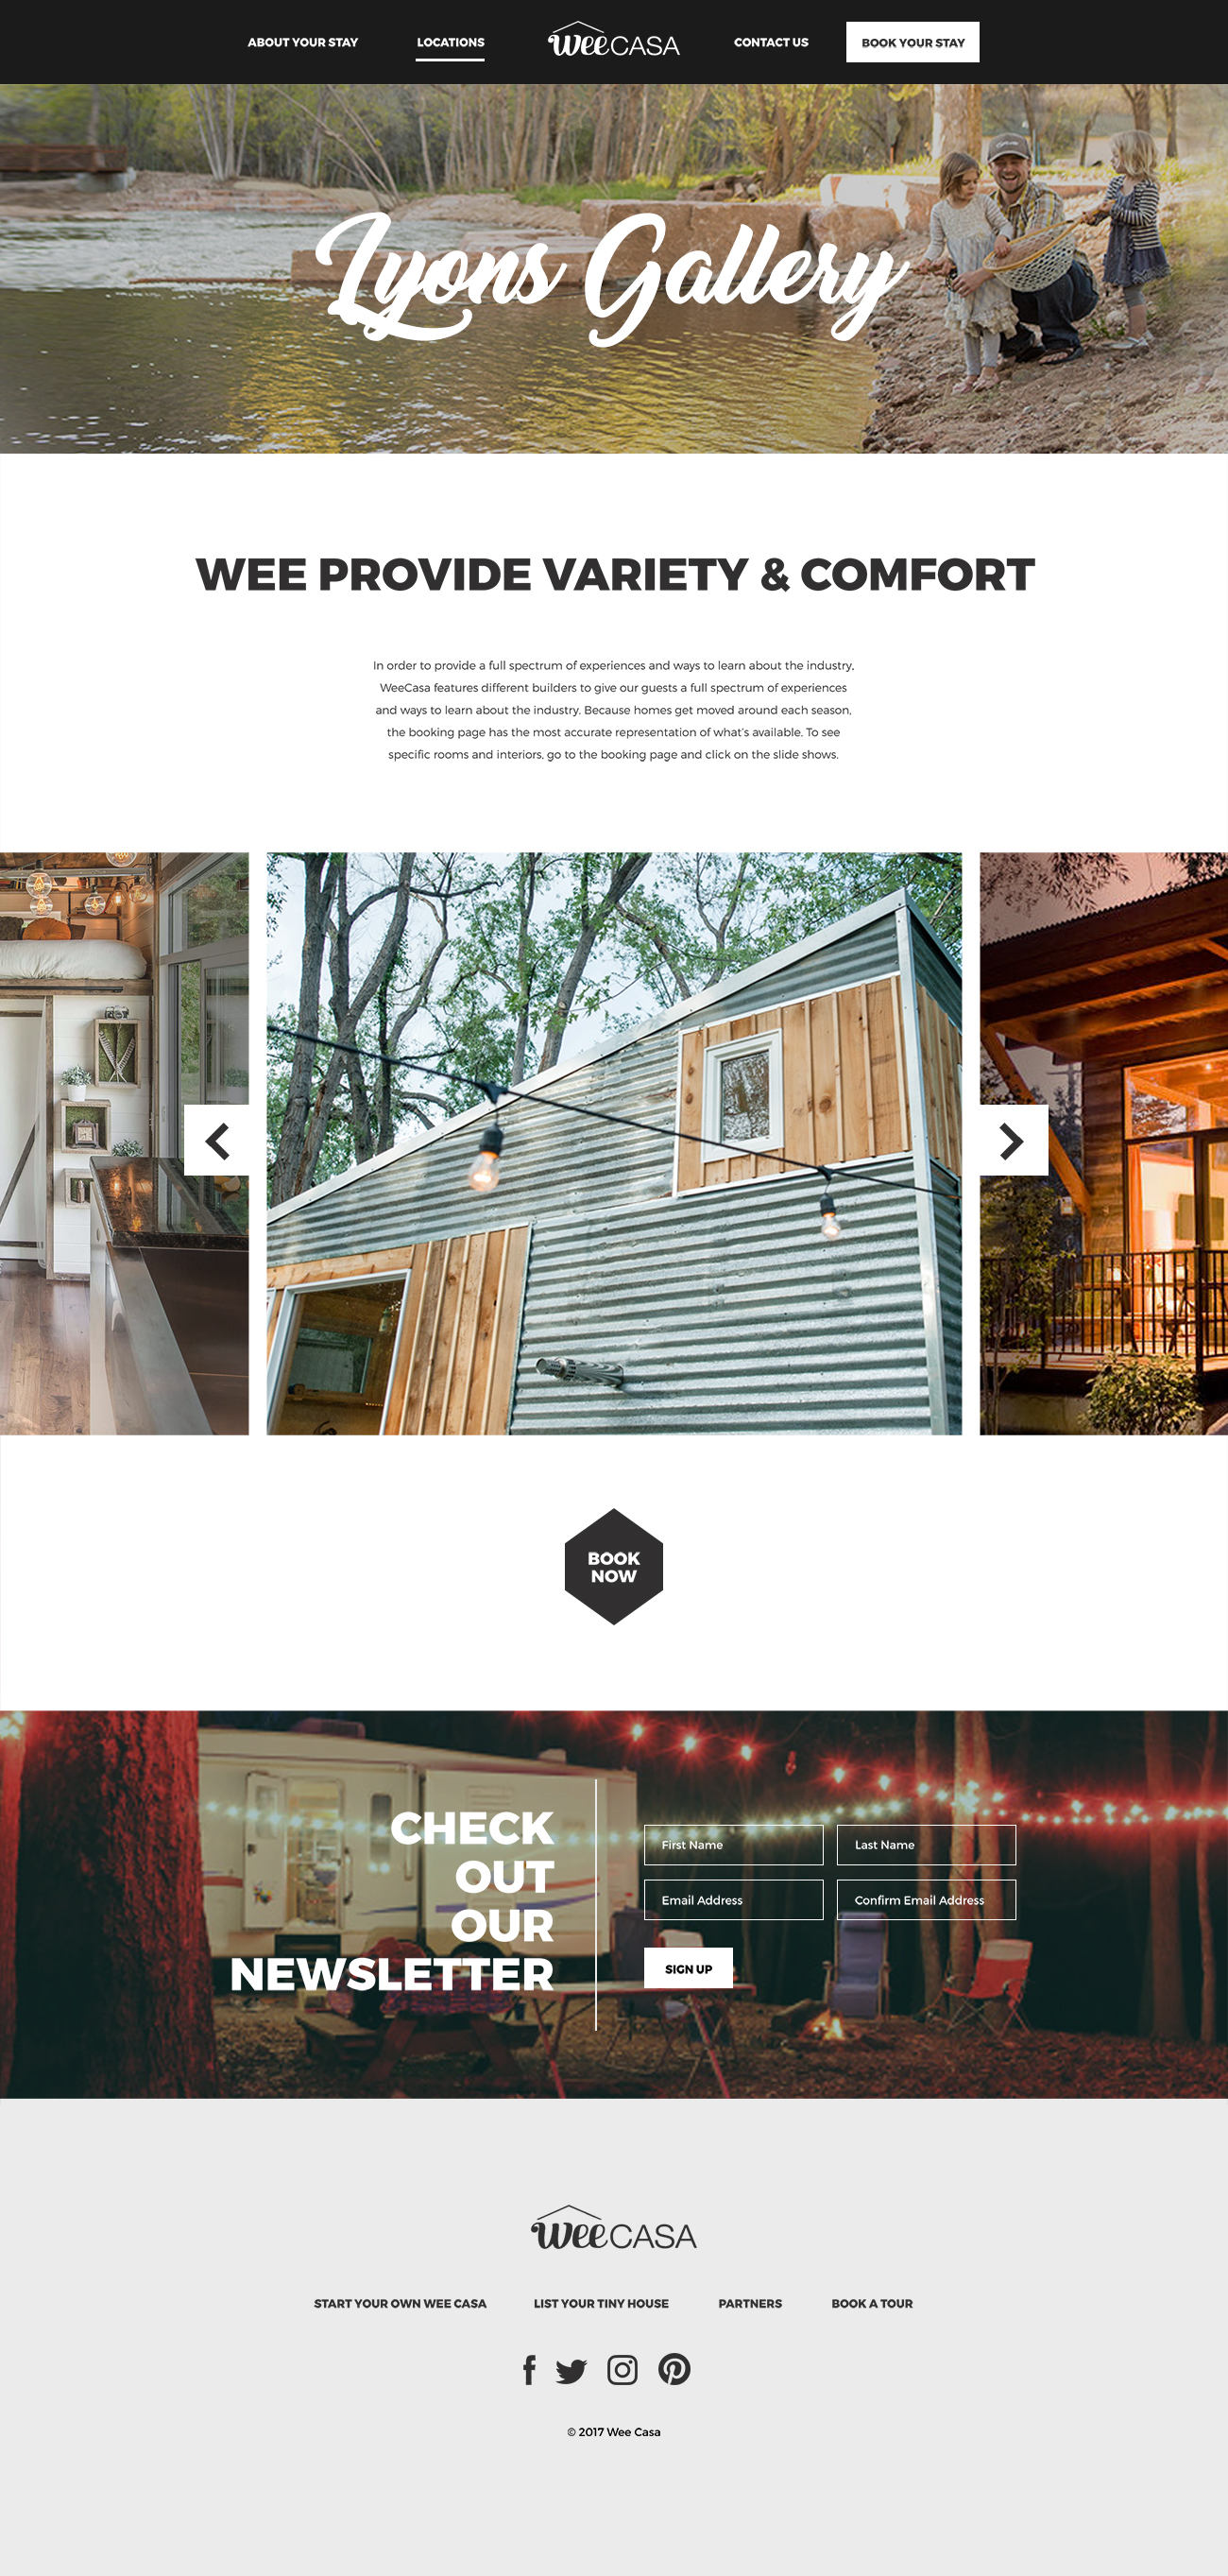 ABOUT YOUR STAY
LOCATIONS
WeeCASA
CONTACT US
BOOK YOUR STAY
Lyons Gallery
WEE PROVIDE VARIETY & COMFORT
In order to provide a full spectrum of experiences and ways to learn about the industry,
WeeCasa features different builders to give our guests a full spectrum of experiences
and ways to learn about the industry. Because homes get moved around each season,
the booking page has the most accurate representation of what's available. To see
specific rooms and interiors, go to the booking page and click on the slide shows.
BOOK
NOW
CHECK
OUT
OUR
NEWSLETTER
First Name
Last Name
Email Address
Confirm Email Address
SIGN UP
WeeCASA
START YOUR OWN WEE CASA
LIST YOUR TINY HOUSE
PARTNERS
BOOK A TOUR
© 2017 Wee Casa